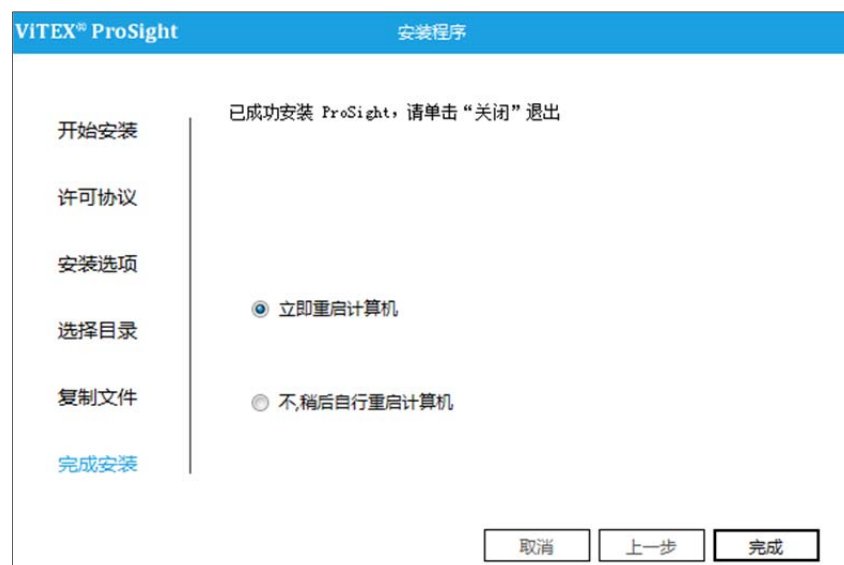 ViTEX® ProSight
安装程序
已成功安装 ProSight，请单击“关闭”退出
开始安装
许可协议
安装选项
选择目录
复制文件
完成安装
立即重启计算机
不,稍后自行重启计算机
取消
上一步
完成